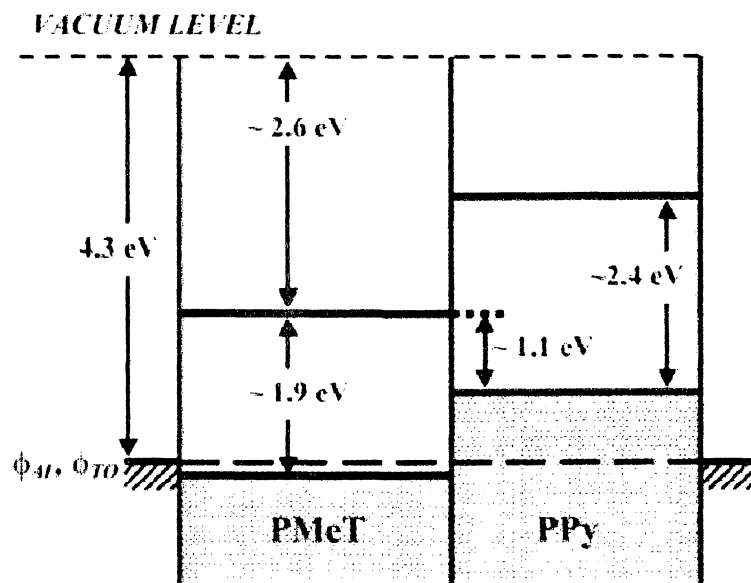 VACUUM LEVEL
~ 2.6 eV
4.3 eV
~2.4 eV
~ 1.1 eV
~ 1.9 eV
ϕAl, ϕTO
PMeT
PPy